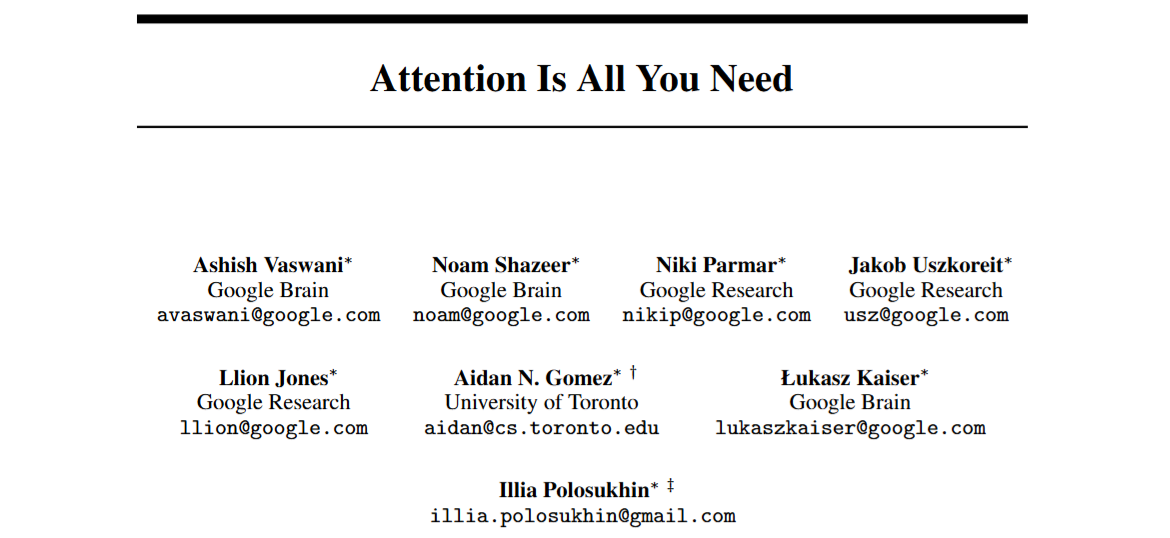 Attention Is All You Need
Ashish Vaswani* Noam Shazeer* Niki Parmar* Jakob Uszkoreit*
Google Brain Google Brain Google Research Google Research
avaswani@google.com noam@google.com nikip@google.com usz@google.com
Llion Jones* Aidan N. Gomez* † Łukasz Kaiser*
Google Research University of Toronto Google Brain
llion@google.com aidan@cs.toronto.edu lukaszkaiser@google.com
Illia Polosukhin* ‡
illia.polosukhin@gmail.com